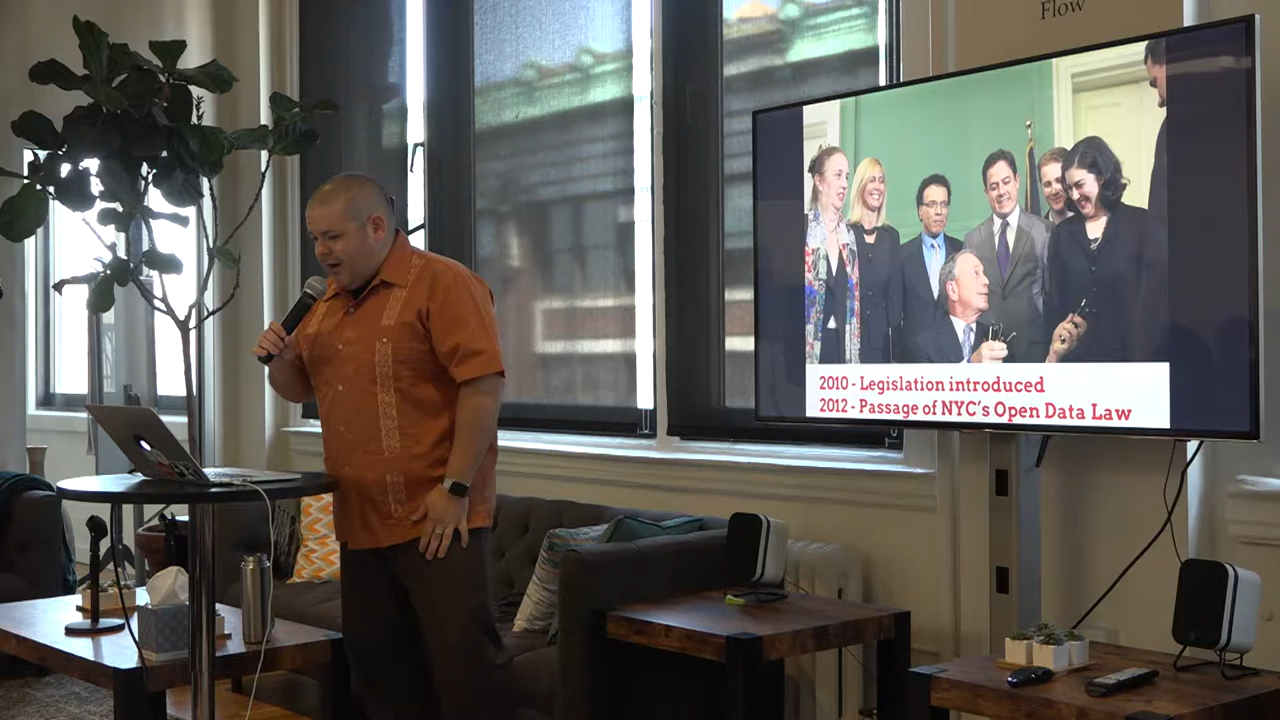 Flow
2010 - Legislation introduced
2012 - Passage of NYC's Open Data Law